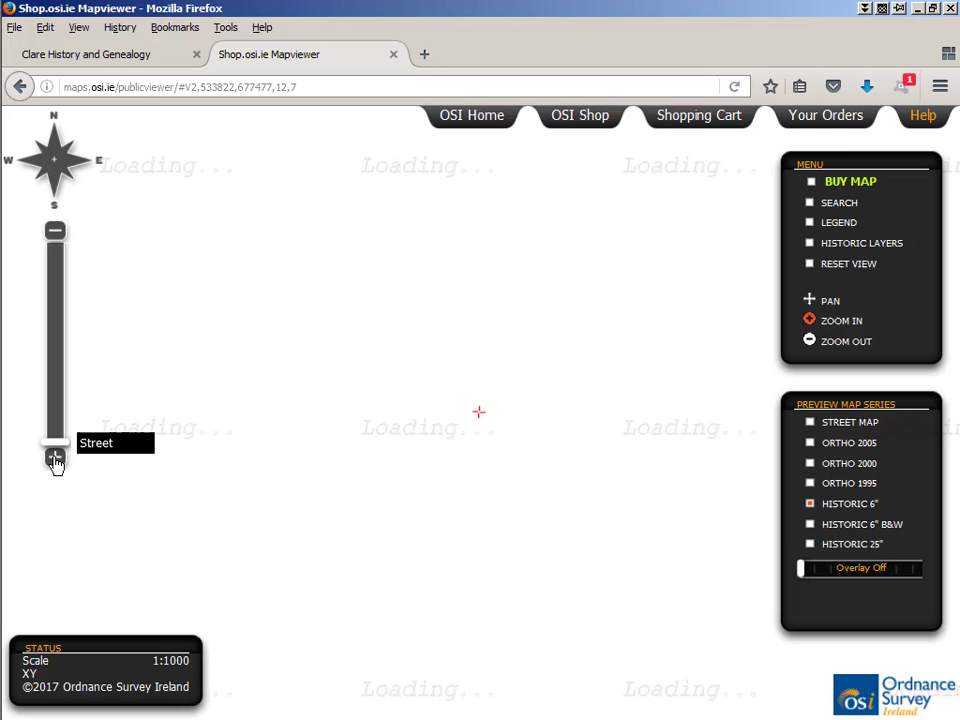 Shop.osi.ie Mapviewer - Mozilla Firefox
File Edit View History Bookmarks Tools Help
Clare History and Genealogy
Shop.osi.ie Mapviewer
maps.osi.ie/publicviewer/#V2,533822,677477,12,7
1
OSI Home OSI Shop Shopping Cart Your Orders Help
N
W E
S
Loading... Loading... Loading...
MENU
BUY MAP
SEARCH
LEGEND
HISTORIC LAYERS
RESET VIEW
PAN
ZOOM IN
ZOOM OUT
PREVIEW MAP SERIES
STREET MAP
Loading... Loading... Loading...
Street
ORTHO 2005
ORTHO 2000
ORTHO 1995
HISTORIC 6"
HISTORIC 6" B&W
HISTORIC 25"
Overlay Off
STATUS
Scale 1:1000
XY
©2017 Ordnance Survey Ireland
Loading... Loading...
osi Ordnance
Survey
Ireland